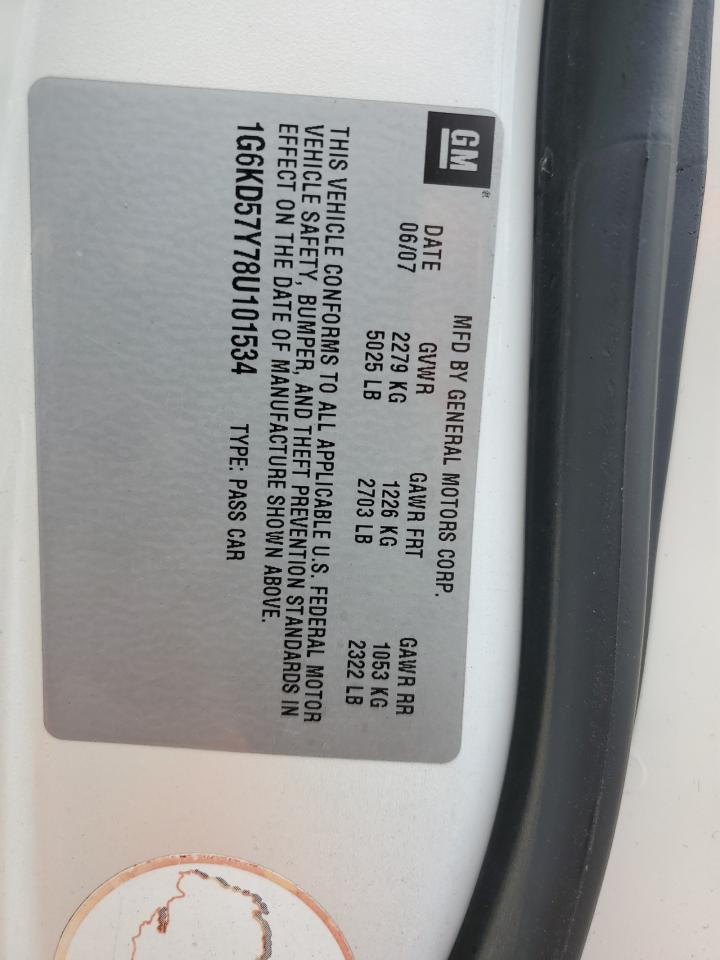 GM®
MFD BY GENERAL MOTORS CORP.
DATE GVWR GAWR FRT GAWR RR
06/07 2279 KG 1226 KG 1053 KG
5025 LB 2703 LB 2322 LB
THIS VEHICLE CONFORMS TO ALL APPLICABLE U.S. FEDERAL MOTOR
VEHICLE SAFETY, BUMPER, AND THEFT PREVENTION STANDARDS IN
EFFECT ON THE DATE OF MANUFACTURE SHOWN ABOVE.
1G6KD57Y78U101534 TYPE: PASS CAR